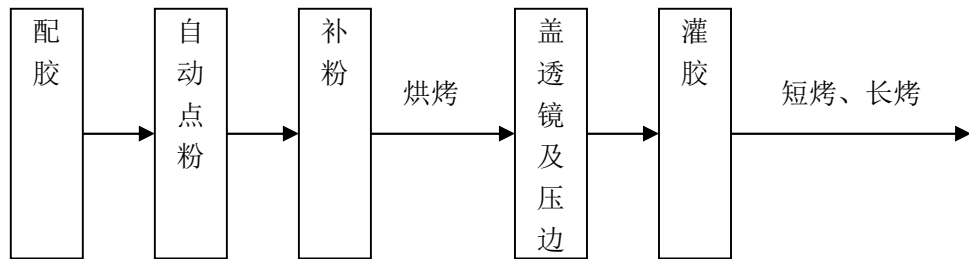 配胶
自动点粉
补粉
烘烤
盖透镜及压边
灌胶
短烤、长烤